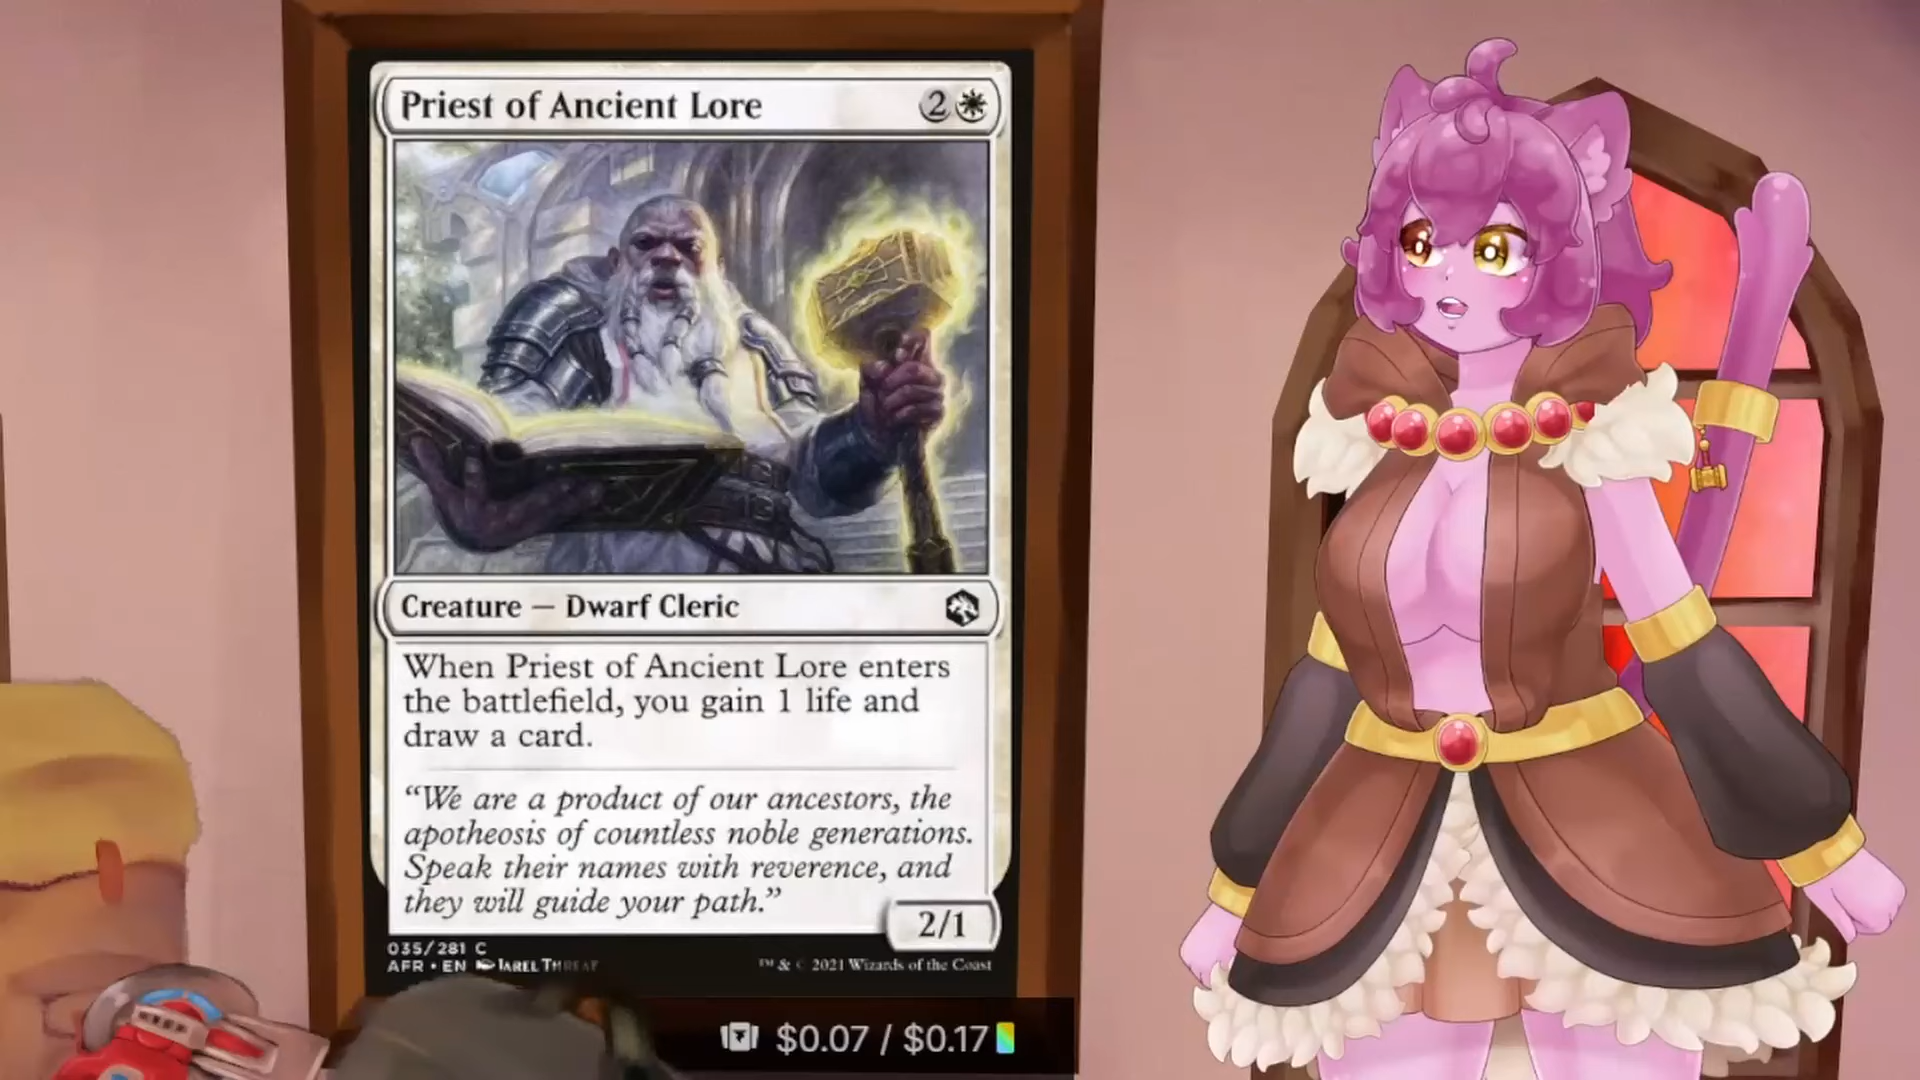 Priest of Ancient Lore 2
Creature — Dwarf Cleric
When Priest of Ancient Lore enters
the battlefield, you gain 1 life and
draw a card.
“We are a product of our ancestors, the
apotheosis of countless noble generations.
Speak their names with reverence, and
they will guide your path.”
2/1
035/281 C
AFR • EN
™ & © 2021 Wizards of the Coast
$0.07 / $0.17